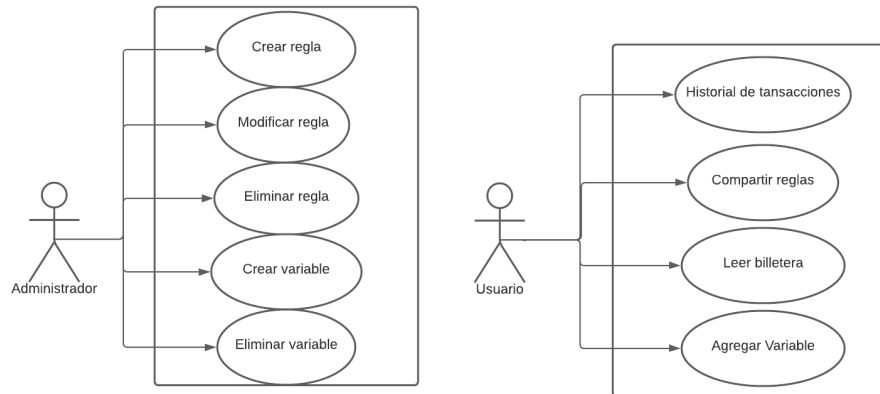 Crear regla
Modificar regla
Eliminar regla
Crear variable
Eliminar variable
Administrador
Historial de tansacciones
Compartir reglas
Leer billetera
Agregar Variable
Usuario